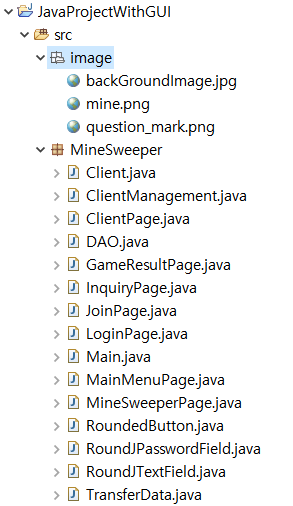 JavaProjectWithGUI
src
image
backGroundImage.jpg
mine.png
question_mark.png
MineSweeper
Client.java
ClientManagement.java
ClientPage.java
DAO.java
GameResultPage.java
InquiryPage.java
JoinPage.java
LoginPage.java
Main.java
MainMenuPage.java
MineSweeperPage.java
RoundedButton.java
RoundJPasswordField.java
RoundJTextField.java
TransferData.java